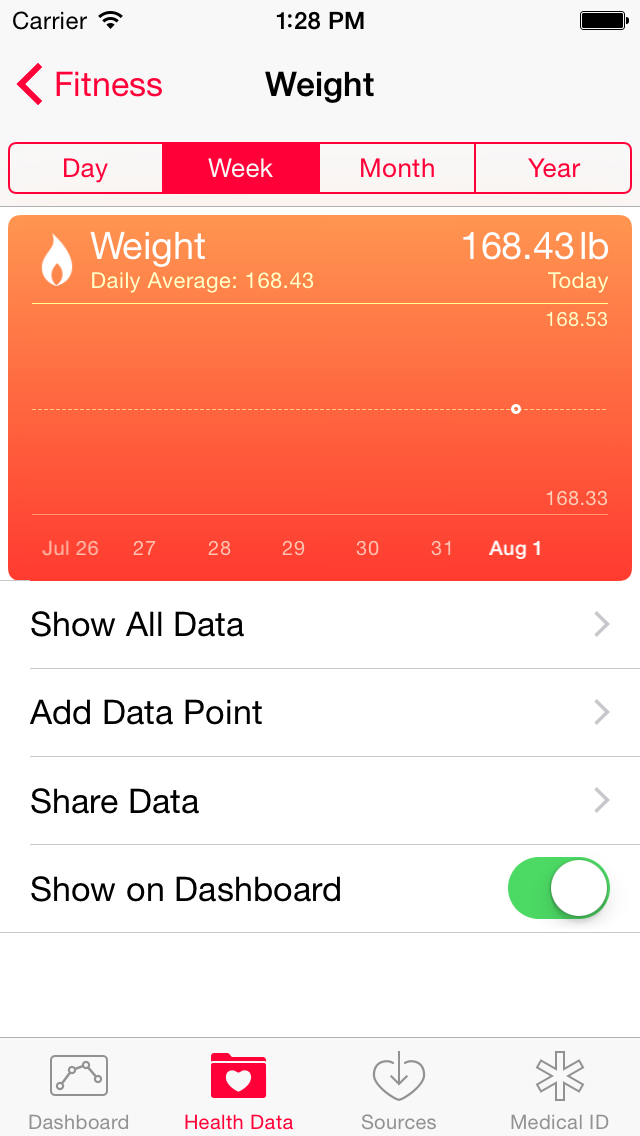 Carrier 1:28 PM
Fitness Weight
Day Week Month Year
Weight 168.43 lb
Daily Average: 168.43 Today
168.53
168.33
Jul 26 27 28 29 30 31 Aug 1
Show All Data
Add Data Point
Share Data
Show on Dashboard
Dashboard Health Data Sources Medical ID